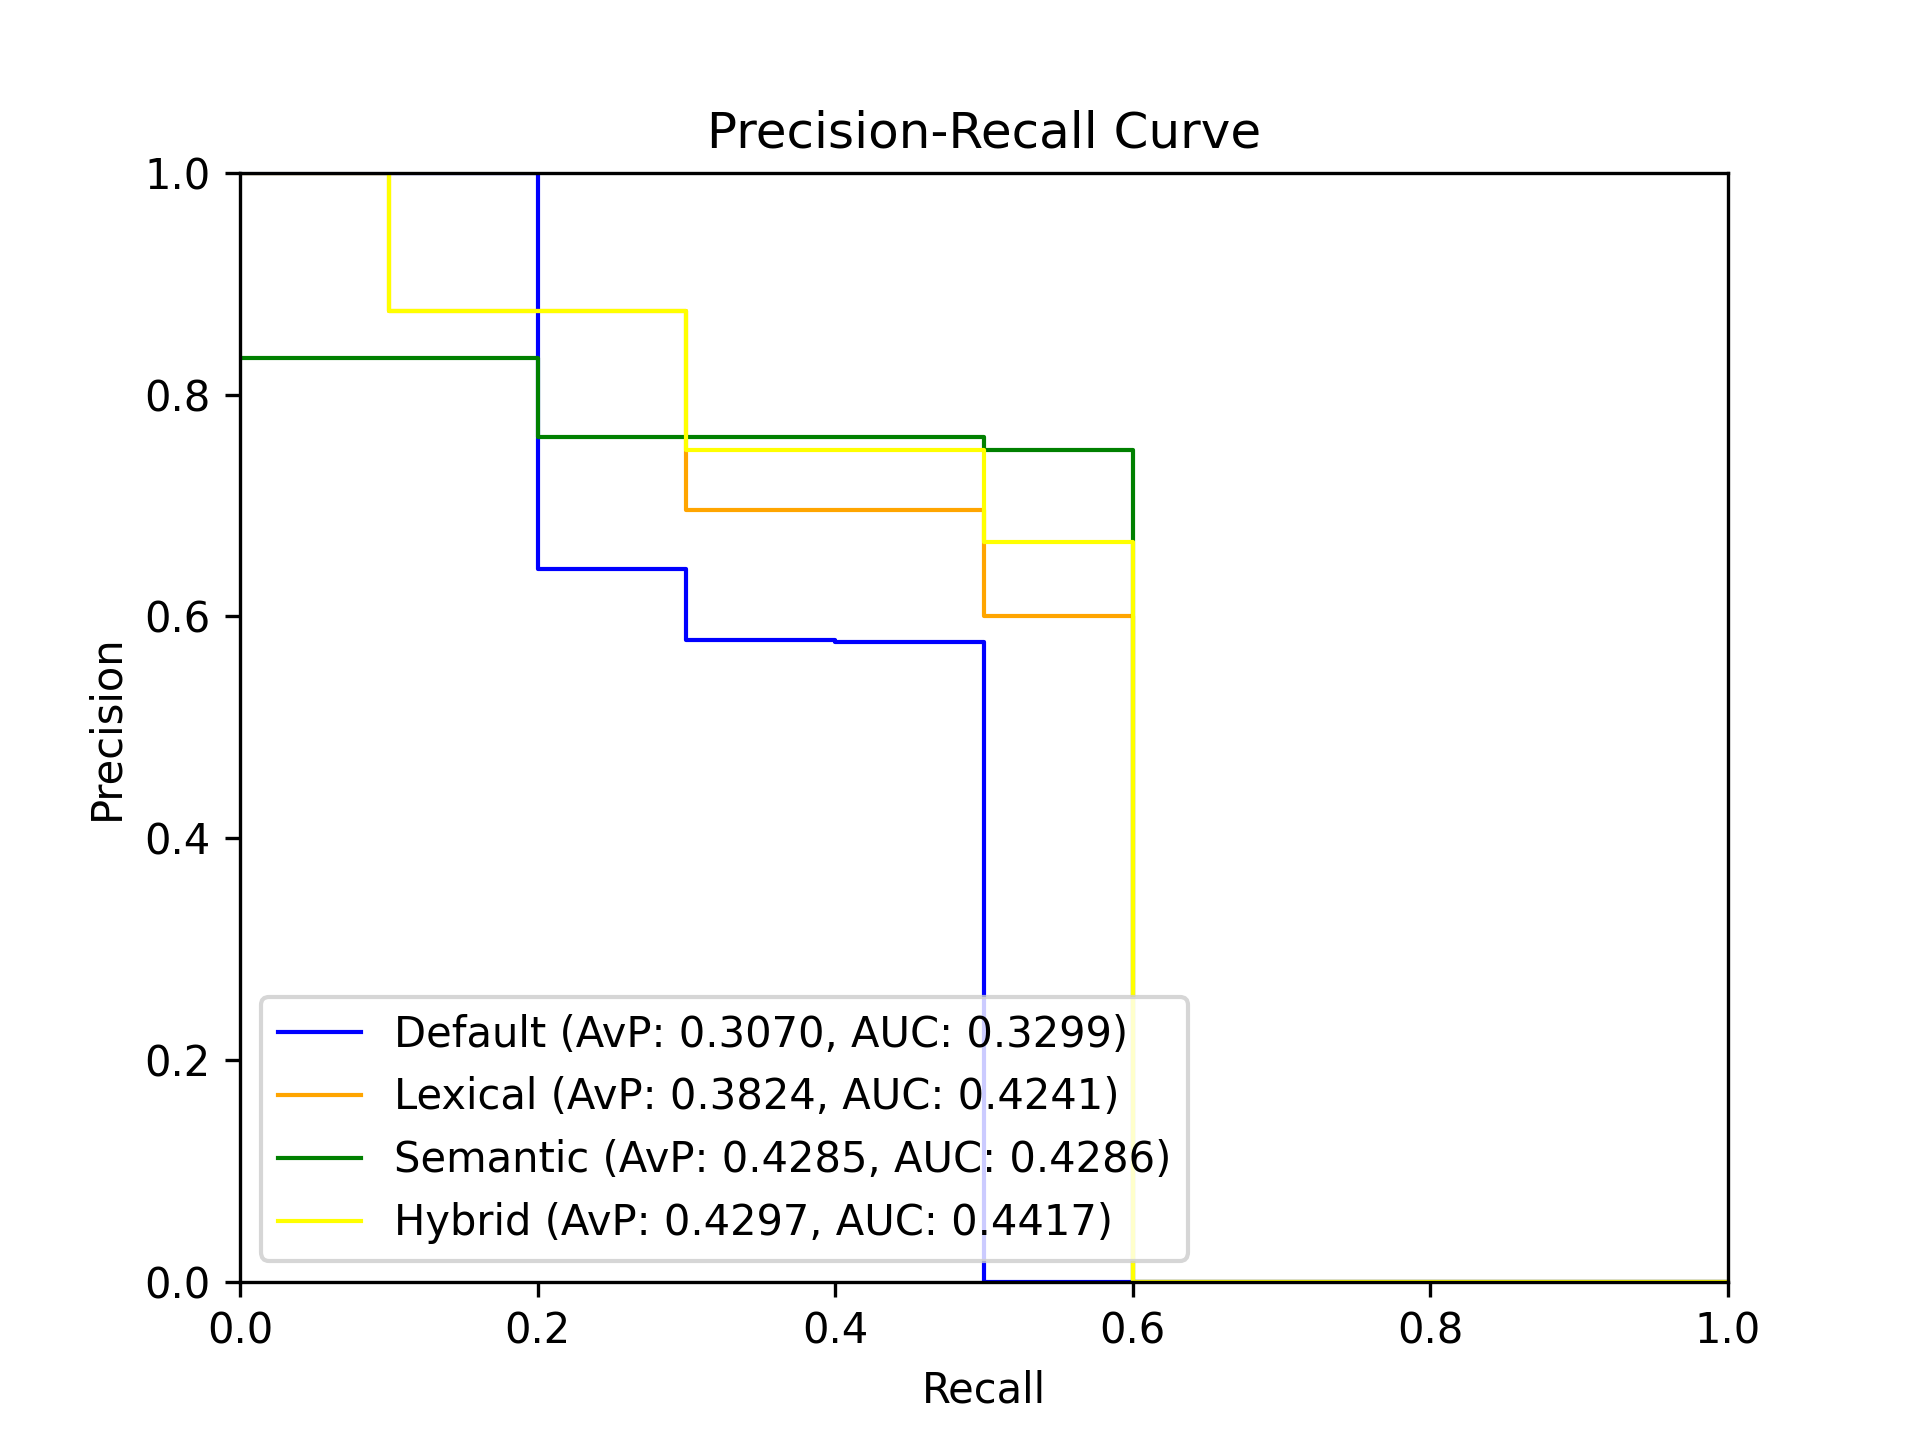 Precision-Recall Curve
1.0
0.8
0.6
0.4
0.2
0.0
Precision
Default (AvP: 0.3070, AUC: 0.3299)
Lexical (AvP: 0.3824, AUC: 0.4241)
Semantic (AvP: 0.4285, AUC: 0.4286)
Hybrid (AvP: 0.4297, AUC: 0.4417)
0.0 0.2 0.4 0.6 0.8 1.0
Recall